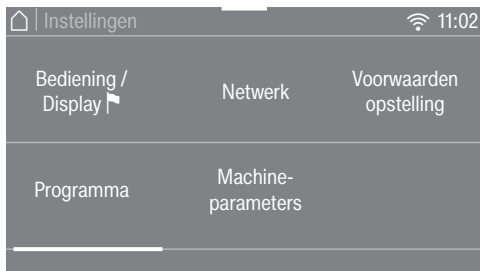 Instellingen 11:02
Bediening /
Display
Netwerk
Voorwaarden
opstelling
Programma
Machine-
parameters